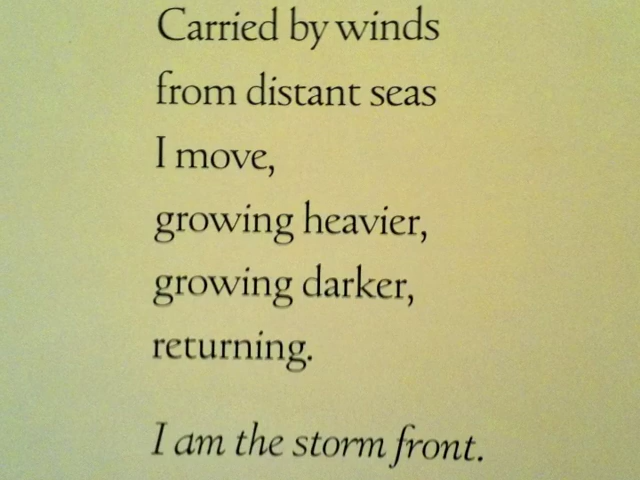 Carried by winds
from distant seas
I move,
growing heavier,
growing darker,
returning.
I am the storm front.